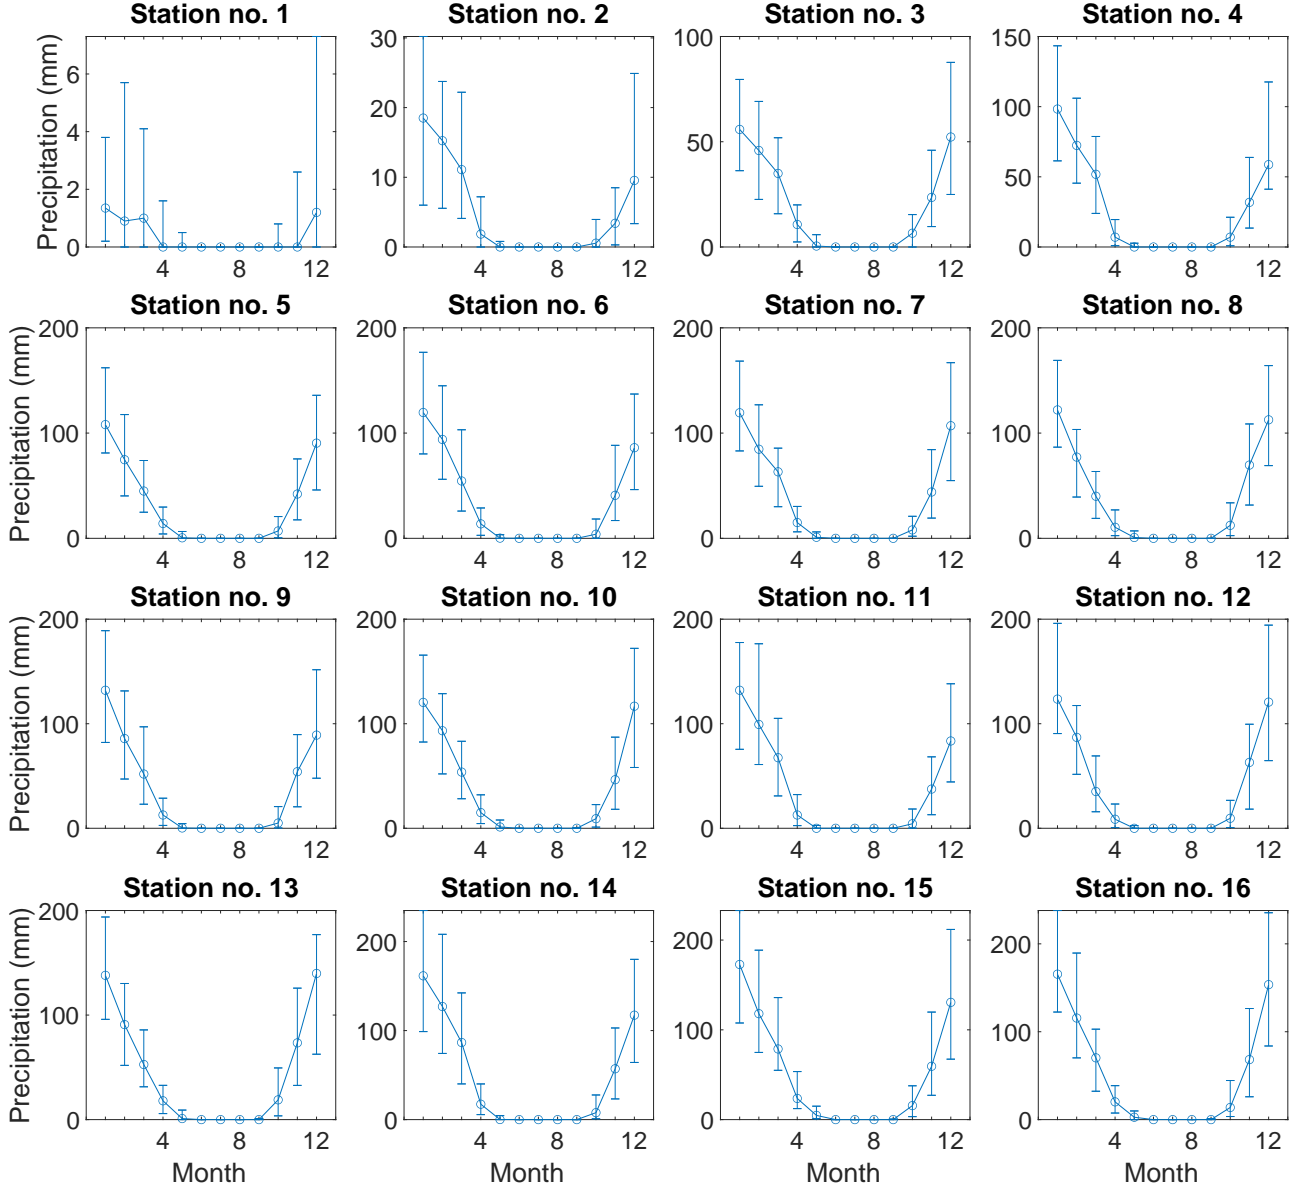 Station no. 1
Station no. 2
Station no. 3
Station no. 4
Precipitation (mm)
6
4
2
0
4 8 12
30
20
10
0
4 8 12
100
50
0
4 8 12
150
100
50
0
4 8 12
Station no. 5
Station no. 6
Station no. 7
Station no. 8
Precipitation (mm)
200
100
0
4 8 12
200
100
0
4 8 12
200
100
0
4 8 12
200
100
0
4 8 12
Station no. 9
Station no. 10
Station no. 11
Station no. 12
Precipitation (mm)
200
100
0
4 8 12
200
100
0
4 8 12
200
100
0
4 8 12
200
100
0
4 8 12
Station no. 13
Station no. 14
Station no. 15
Station no. 16
Precipitation (mm)
200
100
0
4 8 12
Month
200
100
0
4 8 12
Month
200
100
0
4 8 12
Month
200
100
0
4 8 12
Month